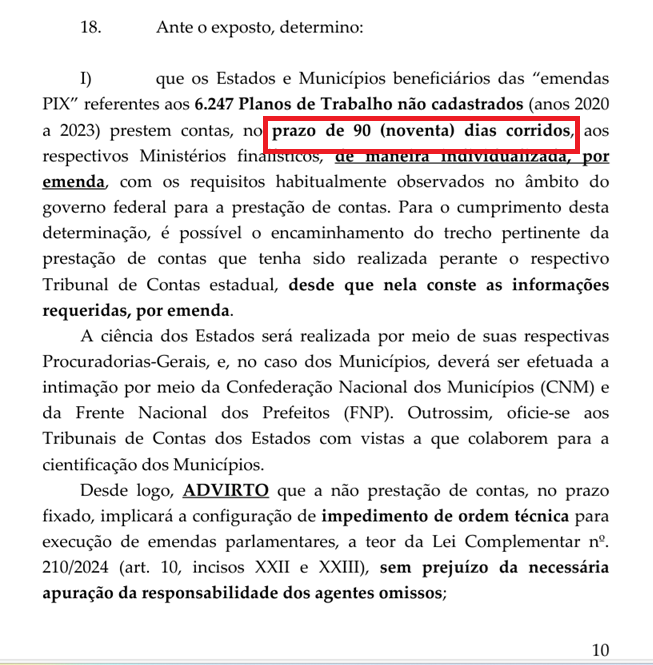 18. Ante o exposto, determino:
I) que os Estados e Municípios beneficiários das “emendas
PIX” referentes aos 6.247 Planos de Trabalho não cadastrados (anos 2020
a 2023) prestem contas, no prazo de 90 (noventa) dias corridos, aos
respectivos Ministérios finalísticos, de maneira individualizada, por
emenda, com os requisitos habitualmente observados no âmbito do
governo federal para a prestação de contas. Para o cumprimento desta
determinação, é possível o encaminhamento do trecho pertinente da
prestação de contas que tenha sido realizada perante o respectivo
Tribunal de Contas estadual, desde que nela conste as informações
requeridas, por emenda.
A ciência dos Estados será realizada por meio de suas respectivas
Procuradorias-Gerais, e, no caso dos Municípios, deverá ser efetuada a
intimação por meio da Confederação Nacional dos Municípios (CNM) e
da Frente Nacional dos Prefeitos (FNP). Outrossim, oficie-se aos
Tribunais de Contas dos Estados com vistas a que colaborem para a
cientificação dos Municípios.
Desde logo, ADVIRTO que a não prestação de contas, no prazo
fixado, implicará a configuração de impedimento de ordem técnica para
execução de emendas parlamentares, a teor da Lei Complementar nº.
210/2024 (art. 10, incisos XXII e XXIII), sem prejuízo da necessária
apuração da responsabilidade dos agentes omissos;
10